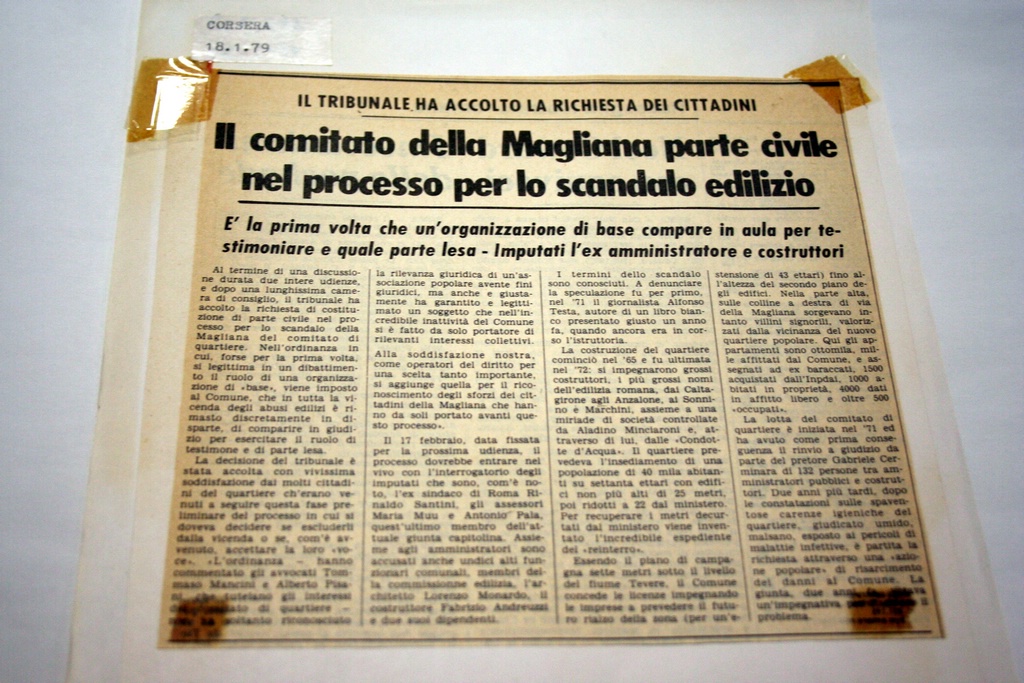 CORSERA
18.1.79
IL TRIBUNALE HA ACCOLTO LA RICHIESTA DEI CITTADINI
Il comitato della Magliana parte civile
nel processo per lo scandalo edilizio
E' la prima volta che un'organizzazione di base compare in aula per te-
stimoniare e quale parte lesa - Imputati l'ex amministratore e costruttori
Al termine di una discussio-
ne durata due intere udienze,
e dopo una lunghissima came-
ra di consiglio, il tribunale ha
accolto la richiesta di costitu-
zione di parte civile nel pro-
cesso per lo scandalo della
Magliana del comitato di
quartiere. Nell'ordinanza in
cui, forse per la prima volta,
si legittima in un dibattimen-
to il ruolo di una organizza-
zione di «base», viene imposto
al Comune, che in tutta la vi-
cenda degli abusi edilizi è ri-
masto discretamente in di-
sparte, di comparire in giudi-
zio per esercitare il ruolo di
testimone e di parte lesa.
La decisione del tribunale è
stata accolta con vivissima
soddisfazione dai molti cittadi-
ni del quartiere ch'erano ve-
nuti a seguire questa fase pre-
liminare del processo in cui si
doveva decidere se escluderli
dalla vicenda o se, com'è av-
venuto, accettare la loro «vo-
ce». «L'ordinanza - hanno
commentato gli avvocati Tom-
maso Mancini e Alberto Pisa-
ni, che tutelano gli interessi
del comitato di quartiere -
non ha soltanto riconosciuto
la rilevanza giuridica di un'as-
sociazione popolare avente fini
giuridici, ma anche e giusta-
mente ha garantito e legitti-
mato un soggetto che nell'in-
credibile inattività del Comune
si è fatto da solo portatore di
rilevanti interessi collettivi.
Alla soddisfazione nostra,
come operatori del diritto per
una scelta tanto importante,
si aggiunge quella per il rico-
noscimento degli sforzi dei cit-
tadini della Magliana che han-
no da soli portato avanti que-
sto processo».
Il 17 febbraio, data fissata
per la prossima udienza, il
processo dovrebbe entrare nel
vivo con l'interrogatorio degli
imputati che sono, com'è no-
to, l'ex sindaco di Roma Ri-
naldo Santini, gli assessori
Maria Muu e Antonio Pala,
quest'ultimo membro dell'at-
tuale giunta capitolina. Assie-
me agli amministratori sono
accusati anche undici alti fun-
zionari comunali, membri del-
la commissione edilizia, l'ar-
chitetto Lorenzo Monardo, il
costruttore Fabrizio Andreuzzi
e due suoi dipendenti.
I termini dello scandalo
sono conosciuti. A denunciare
la speculazione fu per primo,
nel '71 il giornalista Alfonso
Testa, autore di un libro bian-
co presentato giusto un anno
fa, quando ancora era in cor-
so l'istruttoria.
La costruzione del quartiere
cominciò nel '65 e fu ultimata
nel '72: si impegnarono grossi
costruttori, i più grossi nomi
dell'edilizia romana, dai Calta-
girone agli Anzalone, ai Sonni-
no e Marchini, assieme a una
miriade di società controllate
da Aladino Minciaroni e, at-
traverso di lui, dalle «Condot-
te d'Acqua». Il quartiere pre-
vedeva l'insediamento di una
popolazione di 40 mila abitan-
ti su settanta ettari con edifi-
ci non più alti di 25 metri,
poi ridotti a 22 dal ministero.
Per recuperare i metri decur-
tati dal ministero viene inven-
tato l'incredibile espediente
del «reinterro».
Essendo il piano di campa-
gna sette metri sotto il livello
del fiume Tevere, il Comune
concede le licenze impegnando
le imprese a prevedere il futu-
ro rialzo della zona (per un'e-
stensione di 43 ettari) fino al-
l'altezza del secondo piano de-
gli edifici. Nella parte alta,
sulle colline a destra di via
della Magliana sorgevano in-
tanto villini signorili, valoriz-
zati dalla vicinanza del nuovo
quartiere popolare. Qui gli ap-
partamenti sono ottomila, mil-
le affittati dal Comune, e as-
segnati ad ex baraccati, 1500
acquistati dall'Inpdai, 1000 a-
bitati in proprietà, 4000 dati
in affitto libero e oltre 500
«occupati».
La lotta del comitato di
quartiere è iniziata nel '71 ed
ha avuto come prima conse-
guenza il rinvio a giudizio da
parte del pretore Gabriele Cer-
minara di 132 persone tra am-
ministratori pubblici e costrut-
tori. Due anni più tardi, dopo
le constatazioni sulle spaven-
tose carenze igieniche del
quartiere, giudicato umido,
malsano, esposto ai pericoli di
malattie infettive, è partita la
richiesta attraverso una «azio-
ne popolare» di risarcimento
dei danni al Comune. La
giunta, due anni fa,
un'impegnativa per il
problema.